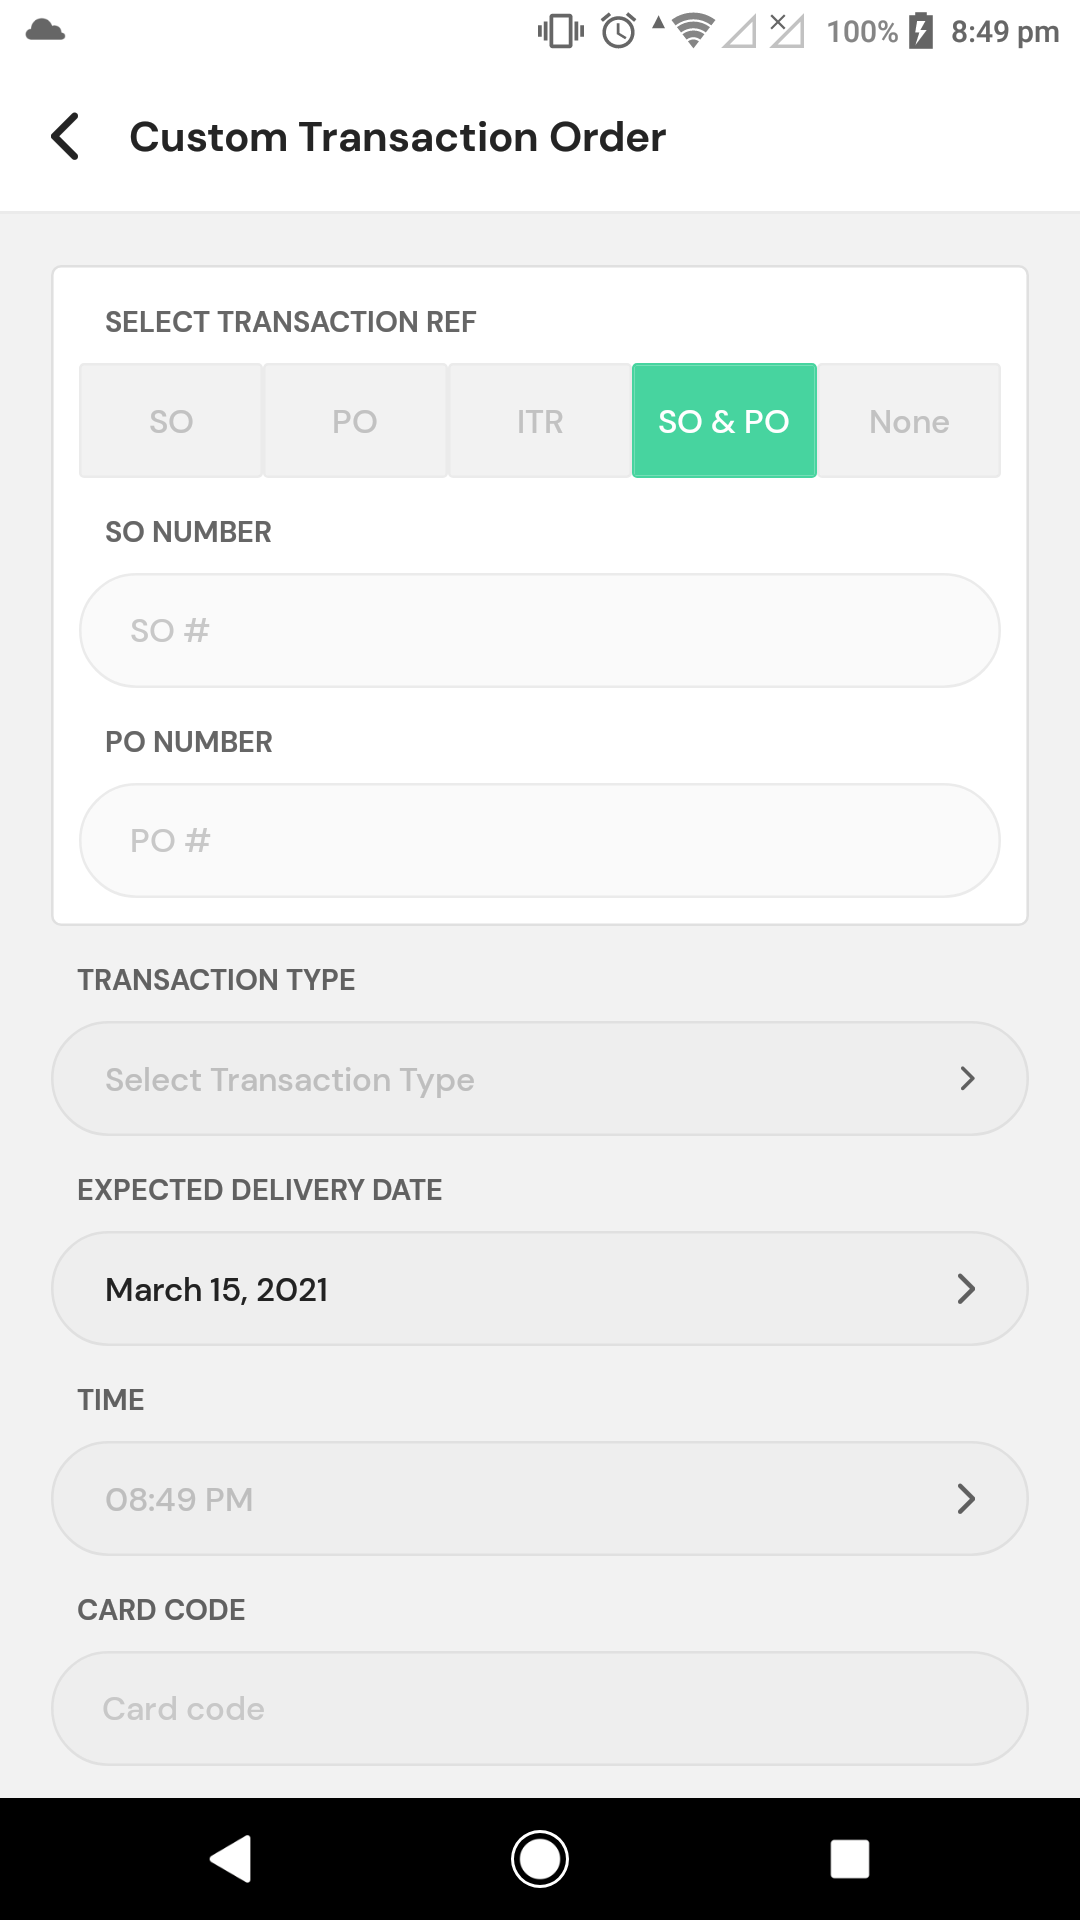 100% 8:49 pm
Custom Transaction Order
SELECT TRANSACTION REF
SO PO ITR SO & PO None
SO NUMBER
SO #
PO NUMBER
PO #
TRANSACTION TYPE
Select Transaction Type
EXPECTED DELIVERY DATE
March 15, 2021
TIME
08:49 PM
CARD CODE
Card code